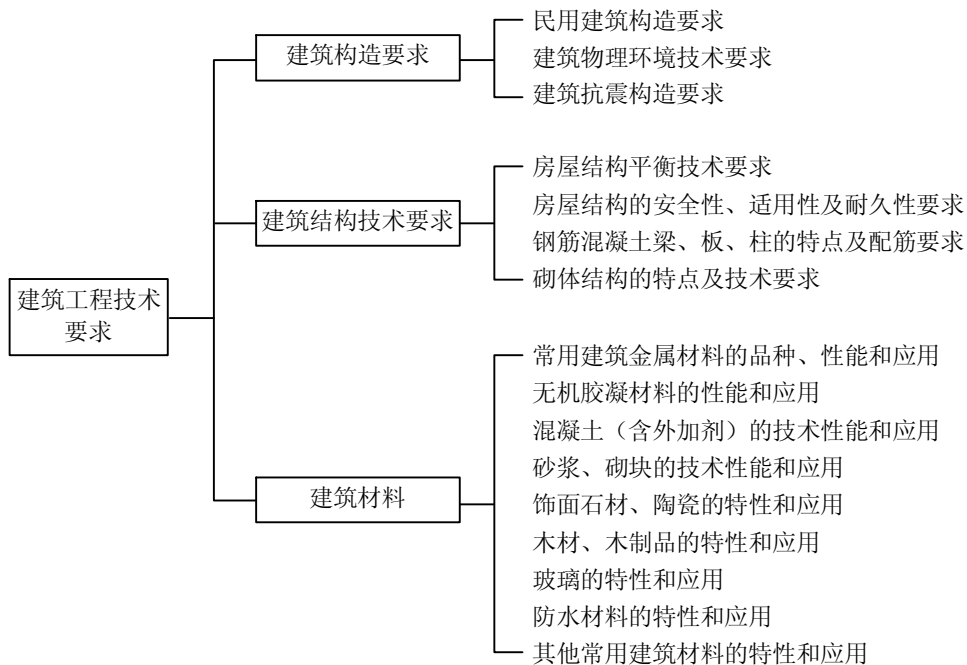 建筑工程技术
要求
建筑构造要求
民用建筑构造要求
建筑物理环境技术要求
建筑抗震构造要求
建筑结构技术要求
房屋结构平衡技术要求
房屋结构的安全性、适用性及耐久性要求
钢筋混凝土梁、板、柱的特点及配筋要求
砌体结构的特点及技术要求
建筑材料
常用建筑金属材料的品种、性能和应用
无机胶凝材料的性能和应用
混凝土（含外加剂）的技术性能和应用
砂浆、砌块的技术性能和应用
饰面石材、陶瓷的特性和应用
木材、木制品的特性和应用
玻璃的特性和应用
防水材料的特性和应用
其他常用建筑材料的特性和应用